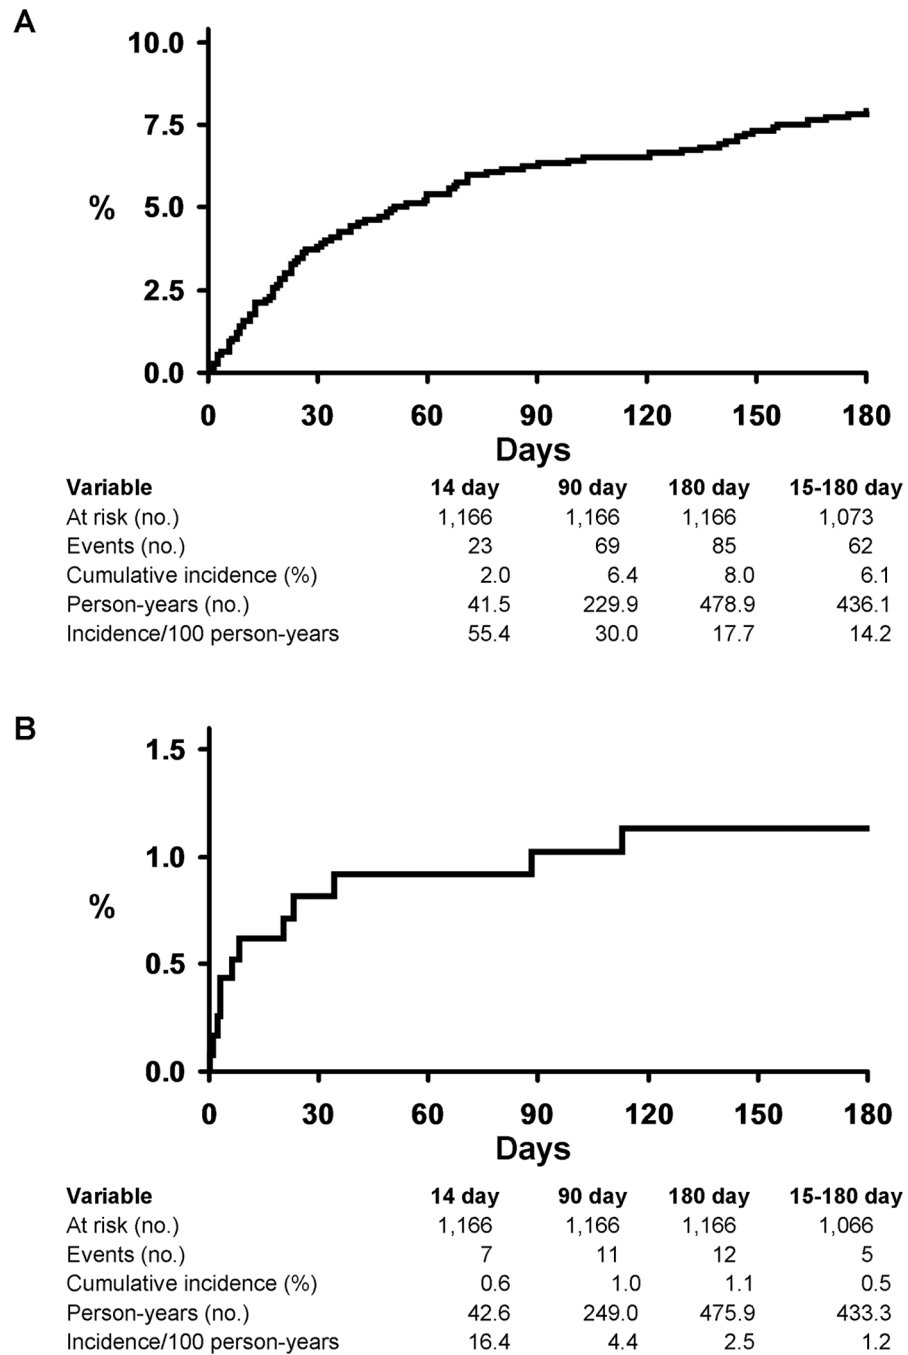 A
10.0
7.5
%
5.0
2.5
0.0
0 30 60 90 120 150 180
Days
Variable 14 day 90 day 180 day 15-180 day
At risk (no.) 1,166 1,166 1,166 1,073
Events (no.) 23 69 85 62
Cumulative incidence (%) 2.0 6.4 8.0 6.1
Person-years (no.) 41.5 229.9 478.9 436.1
Incidence/100 person-years 55.4 30.0 17.7 14.2
B
1.5
1.0
%
0.5
0.0
0 30 60 90 120 150 180
Days
Variable 14 day 90 day 180 day 15-180 day
At risk (no.) 1,166 1,166 1,166 1,066
Events (no.) 7 11 12 5
Cumulative incidence (%) 0.6 1.0 1.1 0.5
Person-years (no.) 42.6 249.0 475.9 433.3
Incidence/100 person-years 16.4 4.4 2.5 1.2